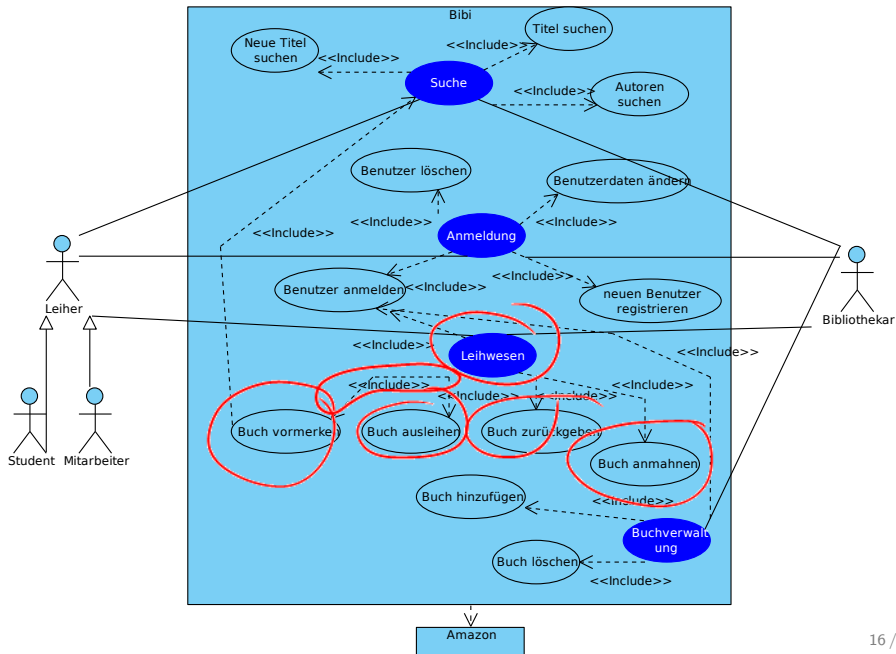 Bibi
Titel suchen
Neue Titel
suchen
<<Include>>
<<Include>>
Suche
<<Include>>
Autoren
suchen
Benutzer löschen
Benutzerdaten ändern
<<Include>>
<<Include>>
<<Include>>
Anmeldung
Leiher
Bibliothekar
<<Include>>
<<Include>>
Benutzer anmelden
neuen Benutzer
registrieren
<<Include>>
<<Include>>
<<Include>>
Leihwesen
<<Include>>
<<Include>>
<<Include>>
Student
Mitarbeiter
Buch vormerken
Buch ausleihen
Buch zurückgeben
Buch anmahnen
Buch hinzufügen
<<Include>>
Buchverwalt
ung
Buch löschen
<<Include>>
Amazon
16 /